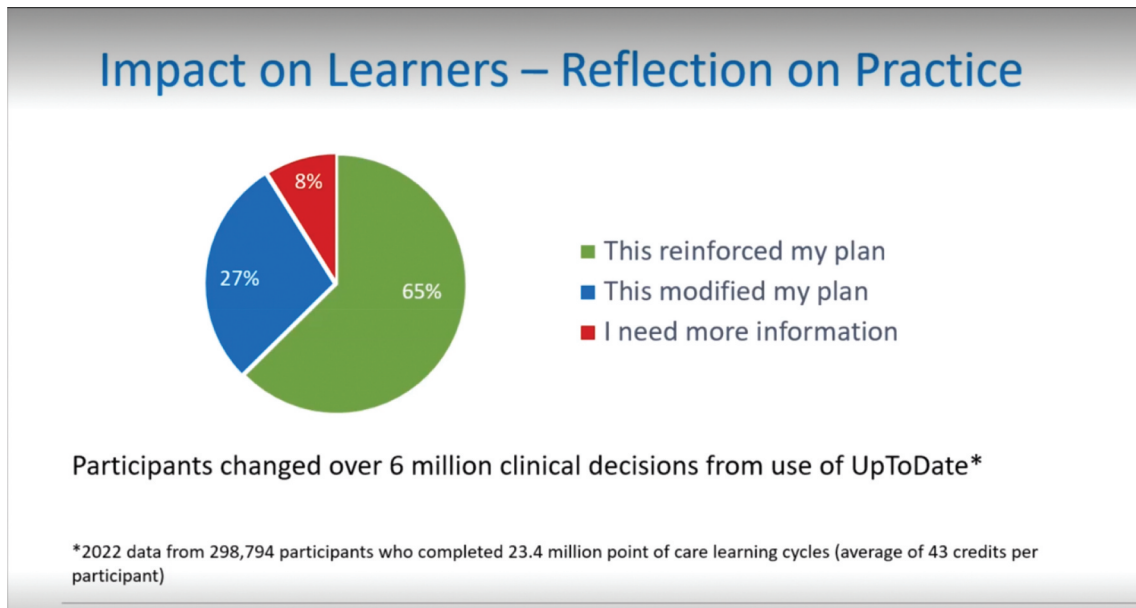 Impact on Learners – Reflection on Practice
8%
27%
65%
This reinforced my plan
This modified my plan
I need more information
Participants changed over 6 million clinical decisions from use of UpToDate*
*2022 data from 298,794 participants who completed 23.4 million point of care learning cycles (average of 43 credits per
participant)